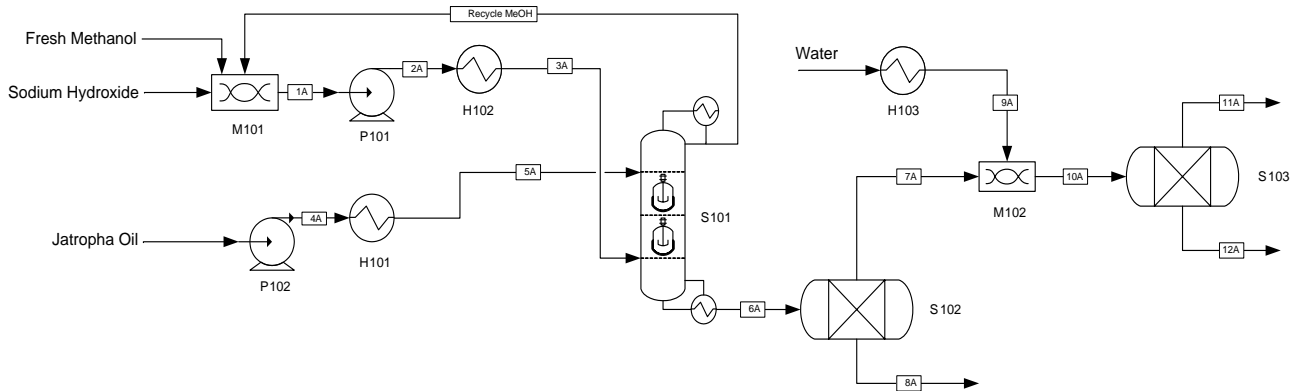 Recycle MeOH
Fresh Methanol
Sodium Hydroxide
1A
2A
3A
M101
P101
H102
Water
H103
9A
11A
5A
7A
10A
S103
M102
S101
4A
Jatropha Oil
H101
P102
12A
6A
S102
8A